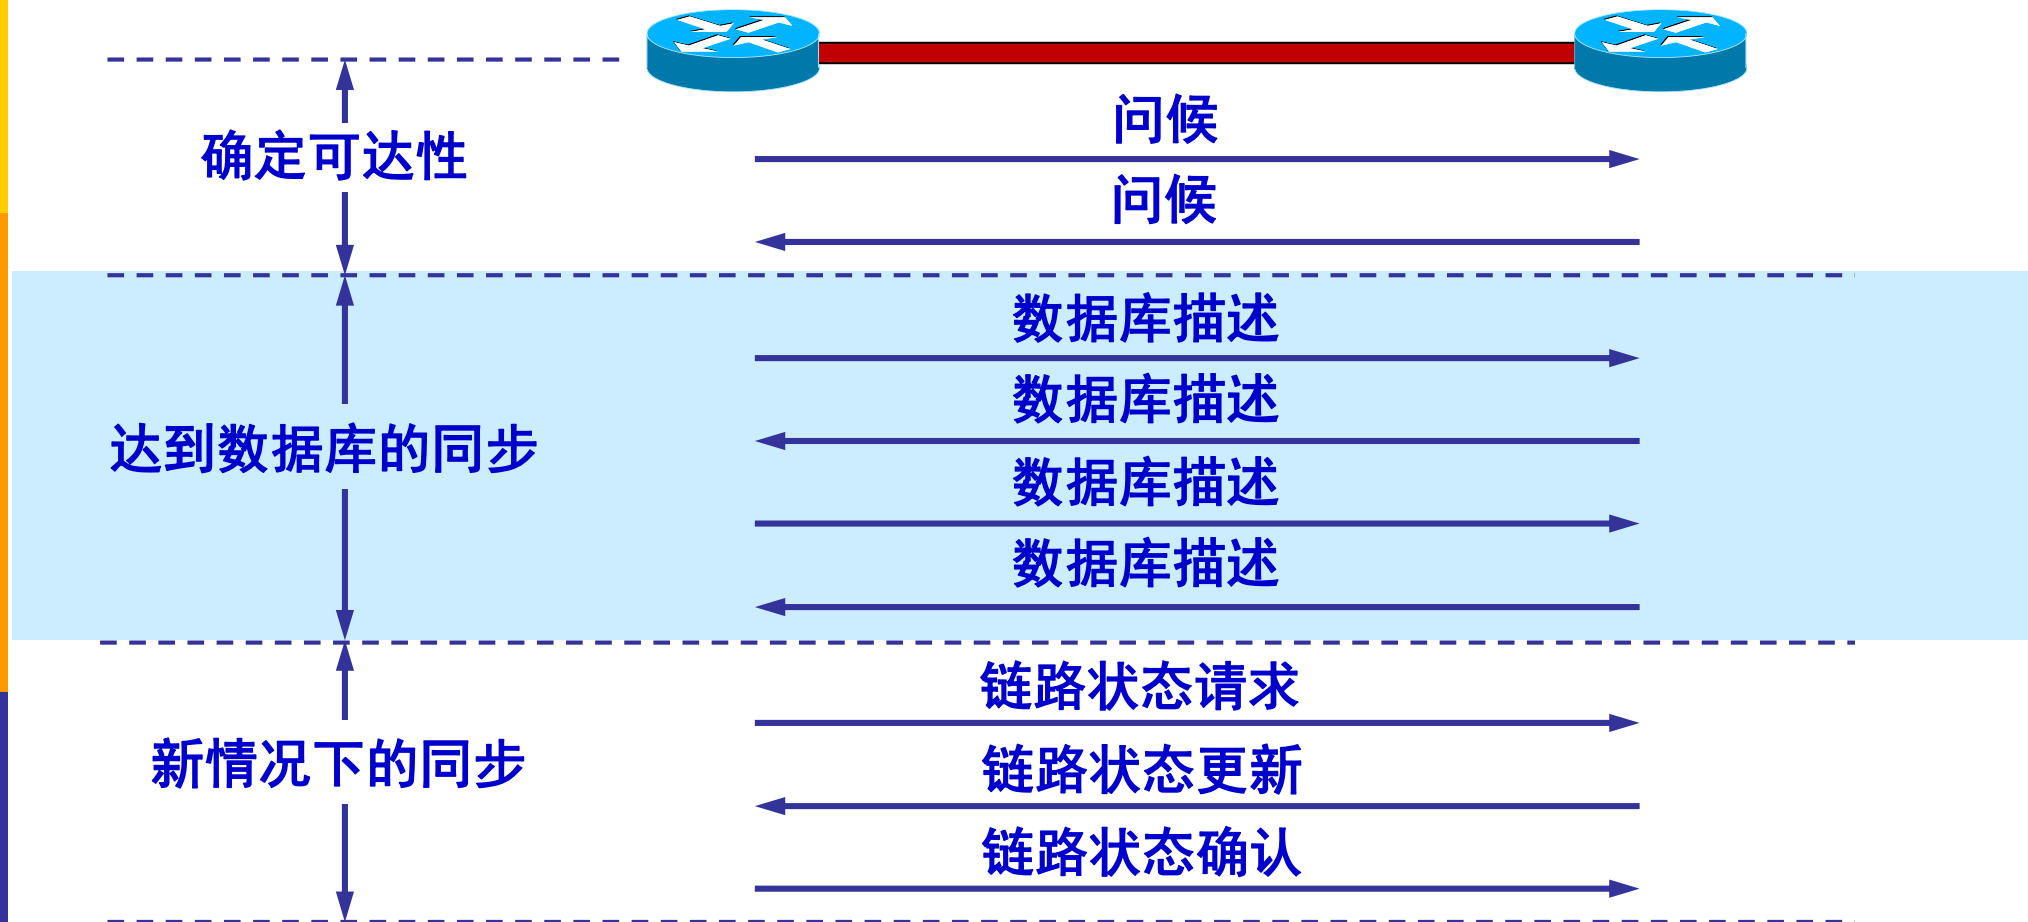 确定可达性
问候
问候
达到数据库的同步
数据库描述
数据库描述
数据库描述
数据库描述
新情况下的同步
链路状态请求
链路状态更新
链路状态确认